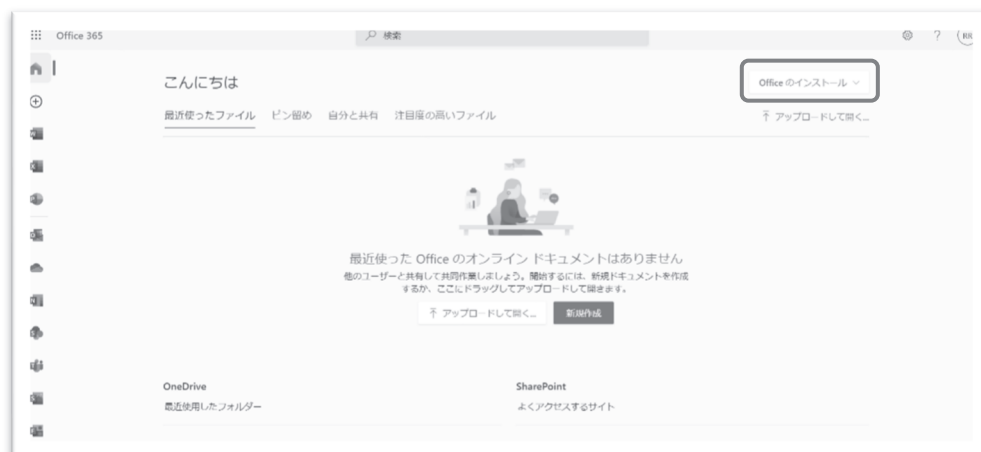 Office 365
検索
?
こんにちは
Office のインストール
最近使ったファイル ピン留め 自分と共有 注目度の高いファイル
アップロードして開く...
最近使った Office のオンライン ドキュメントはありません
他のユーザーと共有して共同作業しましょう。開始するには、新規ドキュメントを作成
するか、ここにドラッグしてアップロードして開きます。
アップロードして開く...
新規作成
OneDrive
SharePoint
最近使用したフォルダー
よくアクセスするサイト